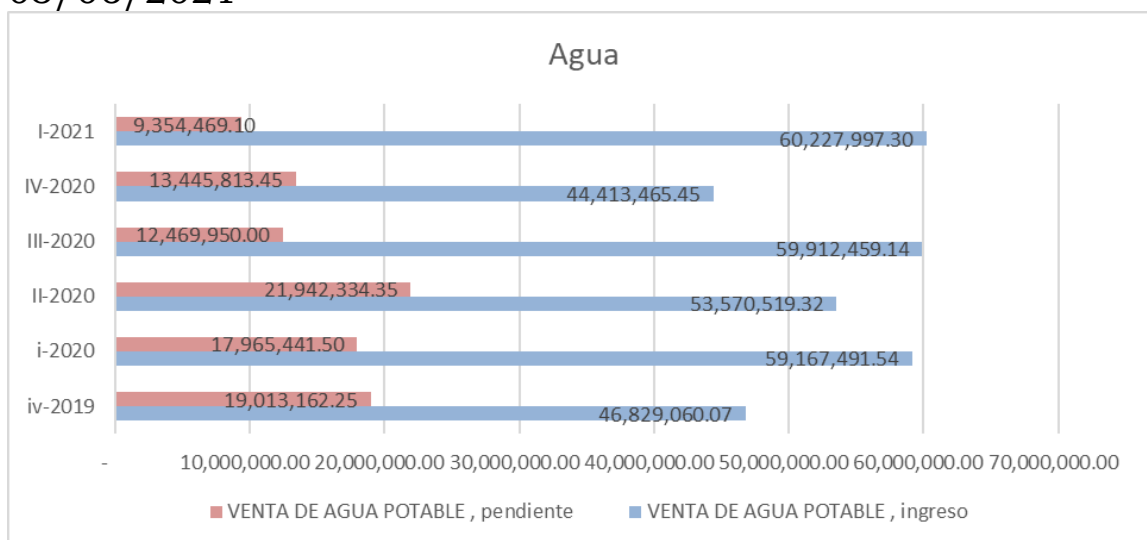 Agua
I-2021
9,354,469.10
60,227,997.30
IV-2020
13,445,813.45
44,413,465.45
III-2020
12,469,950.00
59,912,459.14
II-2020
21,942,334.35
53,570,519.32
i-2020
17,965,441.50
59,167,491.54
iv-2019
19,013,162.25
46,829,060.07
- 10,000,000.00 20,000,000.00 30,000,000.00 40,000,000.00 50,000,000.00 60,000,000.00 70,000,000.00
VENTA DE AGUA POTABLE , pendiente VENTA DE AGUA POTABLE , ingreso